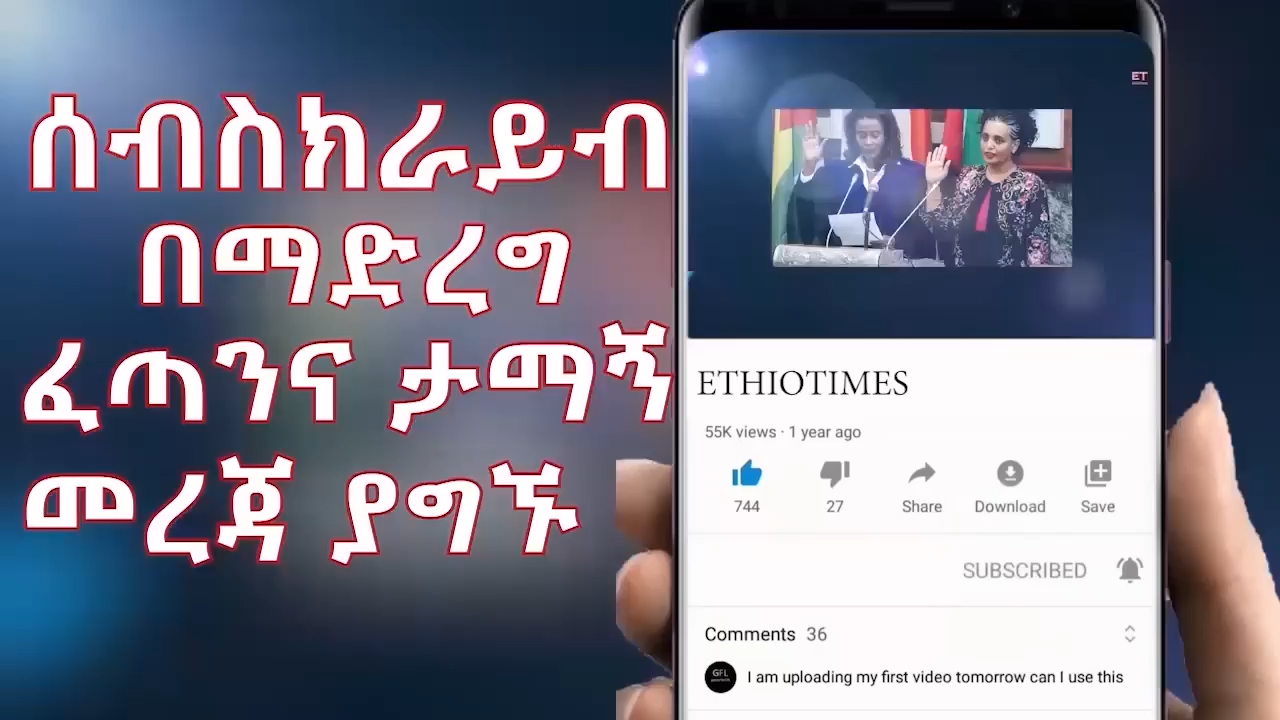 ሰብስክራይብ
በማድረግ
ፈጣንና ታማኝ
መረጃ ያግኙ
ET
ETHIOTIMES
55K views · 1 year ago
744 27 Share Download Save
SUBSCRIBED
Comments 36
GFL
I am uploading my first video tomorrow can I use this